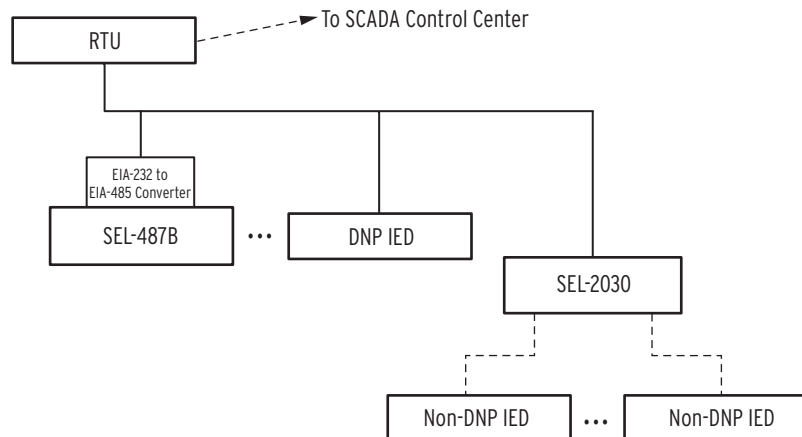 To SCADA Control Center
RTU
EIA-232 to
EIA-485 Converter
SEL-487B
•••
DNP IED
SEL-2030
Non-DNP IED
•••
Non-DNP IED